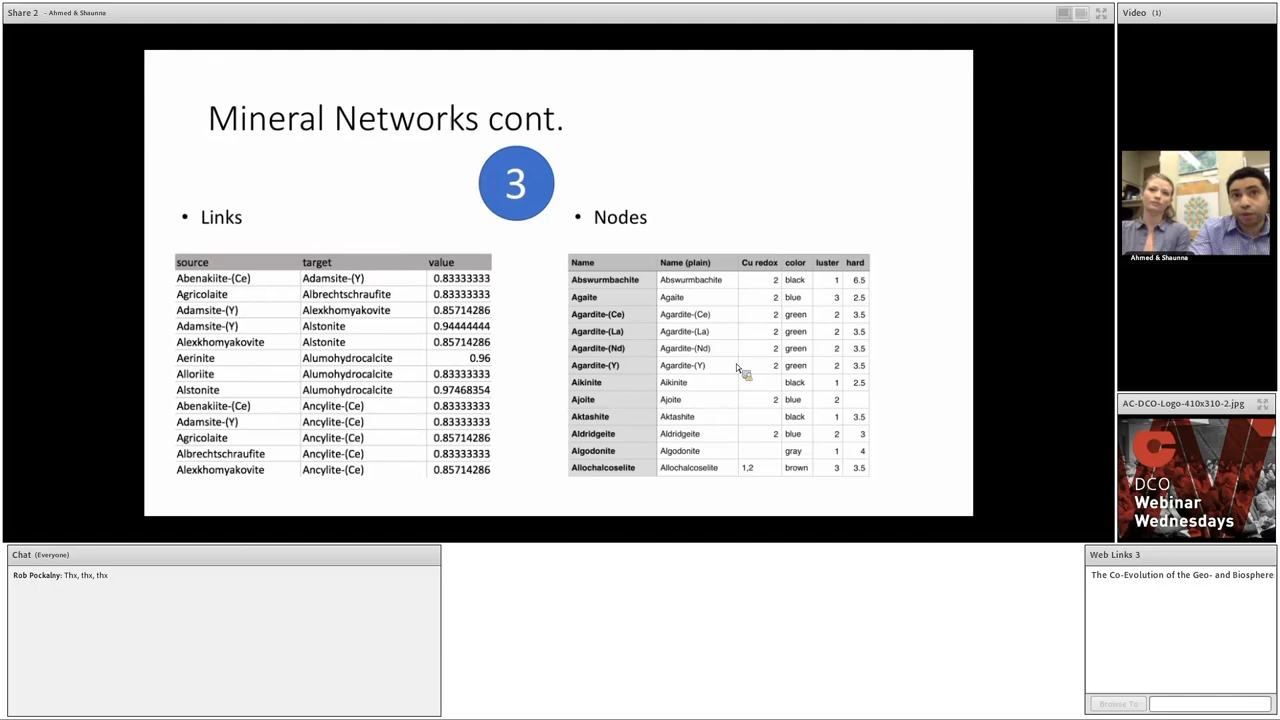 Share 2 - Ahmed & Shaunna
Mineral Networks cont.
3
• Links
source target value
Abenakiite-(Ce) Adamsite-(Y) 0.83333333
Agricolaite Albrechtschraufite 0.83333333
Adamsite-(Y) Alexkhomyakovite 0.85714286
Adamsite-(Y) Alstonite 0.94444444
Alexkhomyakovite Alstonite 0.85714286
Aerinite Alumohydrocalcite 0.96
Alloriite Alumohydrocalcite 0.83333333
Alstonite Alumohydrocalcite 0.97468354
Abenakiite-(Ce) Ancylite-(Ce) 0.83333333
Adamsite-(Y) Ancylite-(Ce) 0.83333333
Agricolaite Ancylite-(Ce) 0.85714286
Albrechtschraufite Ancylite-(Ce) 0.83333333
Alexkhomyakovite Ancylite-(Ce) 0.85714286
• Nodes
Name Name (plain) Cu redox color luster hard
Abswurmbachite Abswurmbachite 2 black 1 6.5
Agaite Agaite 2 blue 3 2.5
Agardite-(Ce) Agardite-(Ce) 2 green 2 3.5
Agardite-(La) Agardite-(La) 2 green 2 3.5
Agardite-(Nd) Agardite-(Nd) 2 green 2 3.5
Agardite-(Y) Agardite-(Y) 2 green 2 3.5
Aikinite Aikinite black 1 2.5
Ajoite Ajoite 2 blue 2
Aktashite Aktashite black 1 3.5
Aldridgeite Aldridgeite 2 blue 2 3
Algodonite Algodonite gray 1 4
Allochalcoselite Allochalcoselite 1,2 brown 3 3.5
Video (1)
Ahmed & Shaunna
AC-DCO-Logo-410x310-2.jpg
DCO
Webinar
Wednesdays
Chat (Everyone)
Rob Pockalny: Thx, thx, thx
Web Links 3
The Co-Evolution of the Geo- and Biosphere
Browse To